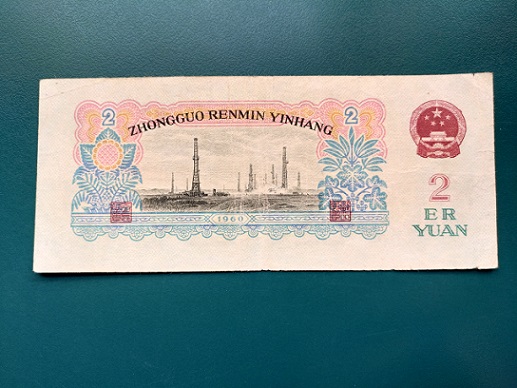 2
2
ZHONGGUO RENMIN YINHANG
1960
2
ER
YUAN